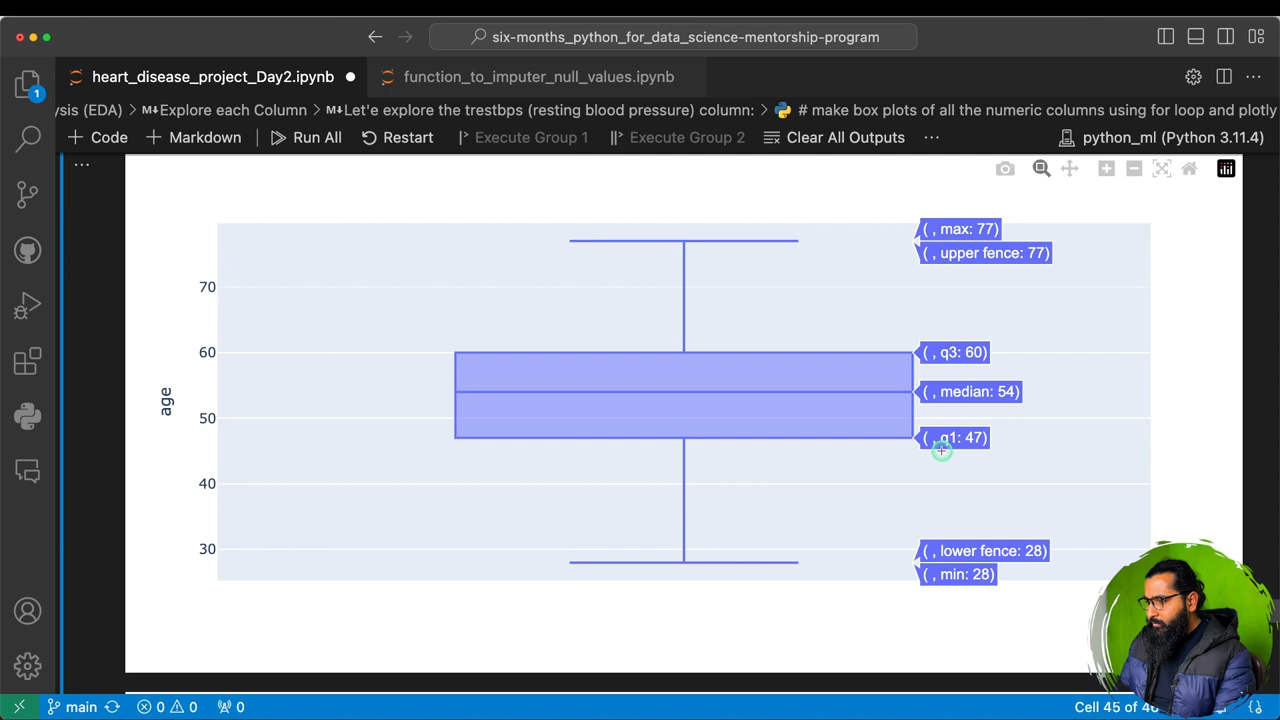 six-months_python_for_data_science-mentorship-program
heart_disease_project_Day2.ipynb
function_to_imputer_null_values.ipynb
1
ysis (EDA) > M↓Explore each Column > M↓Let'e explore the trestbps (resting blood pressure) column: > # make box plots of all the numeric columns using for loop and plotly
+ Code + Markdown Run All Restart Execute Group 1 Execute Group 2 Clear All Outputs ... python_ml (Python 3.11.4)
( , max: 77)
( , upper fence: 77)
70
60
( , q3: 60)
age
( , median: 54)
50
( , q1: 47)
40
30
( , lower fence: 28)
( , min: 28)
main 0 0 0
Cell 45 of